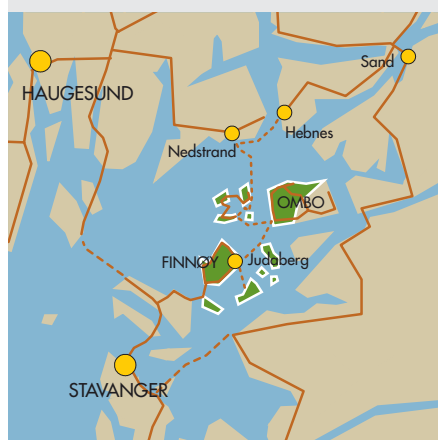 HAUGESUND
Sand
Hebnes
Nedstrand
OMBO
FINNØY
Judaberg
STAVANGER